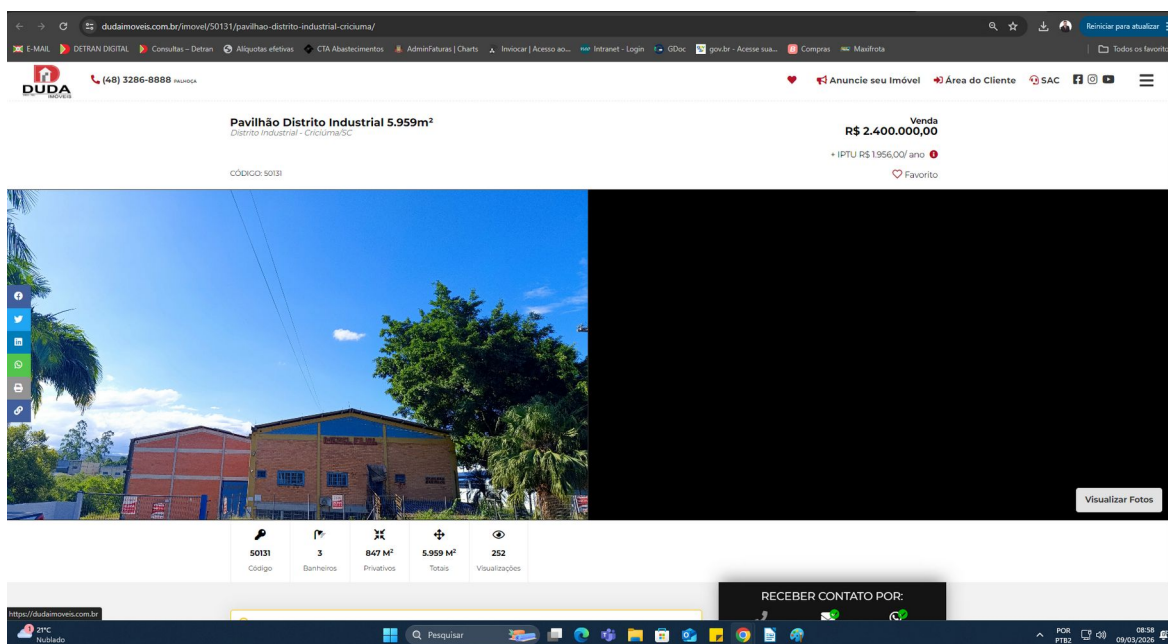 dudaimoveis.com.br/imovel/50131/pavilhao-distrito-industrial-criciuma/
Reiniciar para atualizar
E-MAIL
DETRAN DIGITAL
Consultas – Detran
Alíquotas efetivas
CTA Abastecimentos
AdminFaturas | Charts
Inviocar | Acesso ao...
Intranet - Login
GDoc
gov.br - Acesse sua...
Compras
Maxifrota
Todos os favorito
DUDA
IMÓVEIS
(48) 3286-8888 PALHOÇA
Anuncie seu Imóvel
Área do Cliente
SAC
Pavilhão Distrito Industrial 5.959m²
Distrito Industrial - Criciúma/SC
Venda
R$ 2.400.000,00
+ IPTU R$ 1.956,00/ ano
CÓDIGO: 50131
Favorito
Visualizar Fotos
50131
Código
3
Banheiros
847 M²
Privativos
5.959 M²
Totais
252
Visualizações
RECEBER CONTATO POR:
https://dudaimoveis.com.br
21°C
Nublado
Pesquisar
POR
PTB2
08:58
09/03/2026